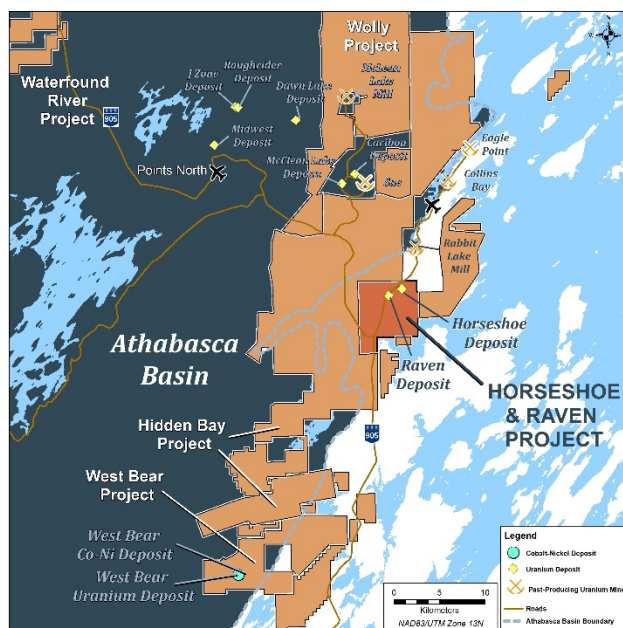 Waterfound
River
Project
905
J Zone
Deposit
Roughrider
Deposit
Dawn Lake
Deposit
Midwest
Deposit
Points North
Wolly
Project
McClean
Lake
Mill
McClean Lake
Deposit
Caribou
Deposit
Sue
Eagle
Point
Collins
Bay
Rabbit
Lake
Mill
Horseshoe
Deposit
Raven
Deposit
HORSESHOE
& RAVEN
PROJECT
Athabasca
Basin
Hidden Bay
Project
905
West Bear
Project
West Bear
Co-Ni Deposit
West Bear
Uranium Deposit
0 5 10
Kilometers
NAD83/UTM Zone 13N
Legend
Cobalt-Nickel Deposit
Uranium Deposit
Past-Producing Uranium Mine
Roads
Athabasca Basin Boundary